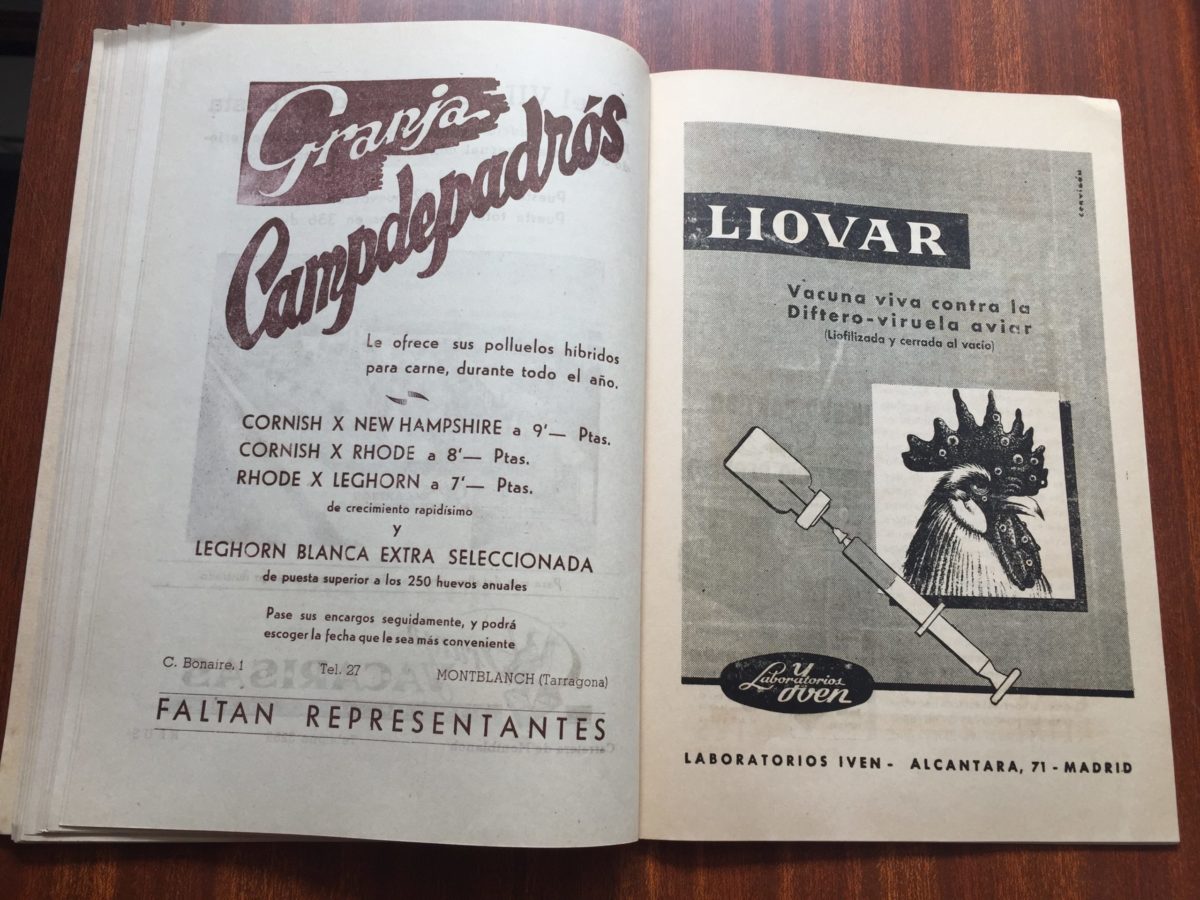 Granja
Campdepadrós
Le ofrece sus polluelos híbridos
para carne, durante todo el año.
CORNISH X NEW HAMPSHIRE a 9'— Ptas.
CORNISH X RHODE a 8'— Ptas.
RHODE X LEGHORN a 7'— Ptas.
de crecimiento rapidísimo
y
LEGHORN BLANCA EXTRA SELECCIONADA
de puesta superior a los 250 huevos anuales
Pase sus encargos seguidamente, y podrá
escoger la fecha que le sea más conveniente
C. Bonaire, 1 Tel. 27 MONTBLANCH (Tarragona)
FALTAN REPRESENTANTES
cervigón
LIOVAR
Vacuna viva contra la
Diftero-viruela aviar
(Liofilizada y cerrada al vacío)
Laboratorios
LABORATORIOS IVEN - ALCANTARA, 71 - MADRID